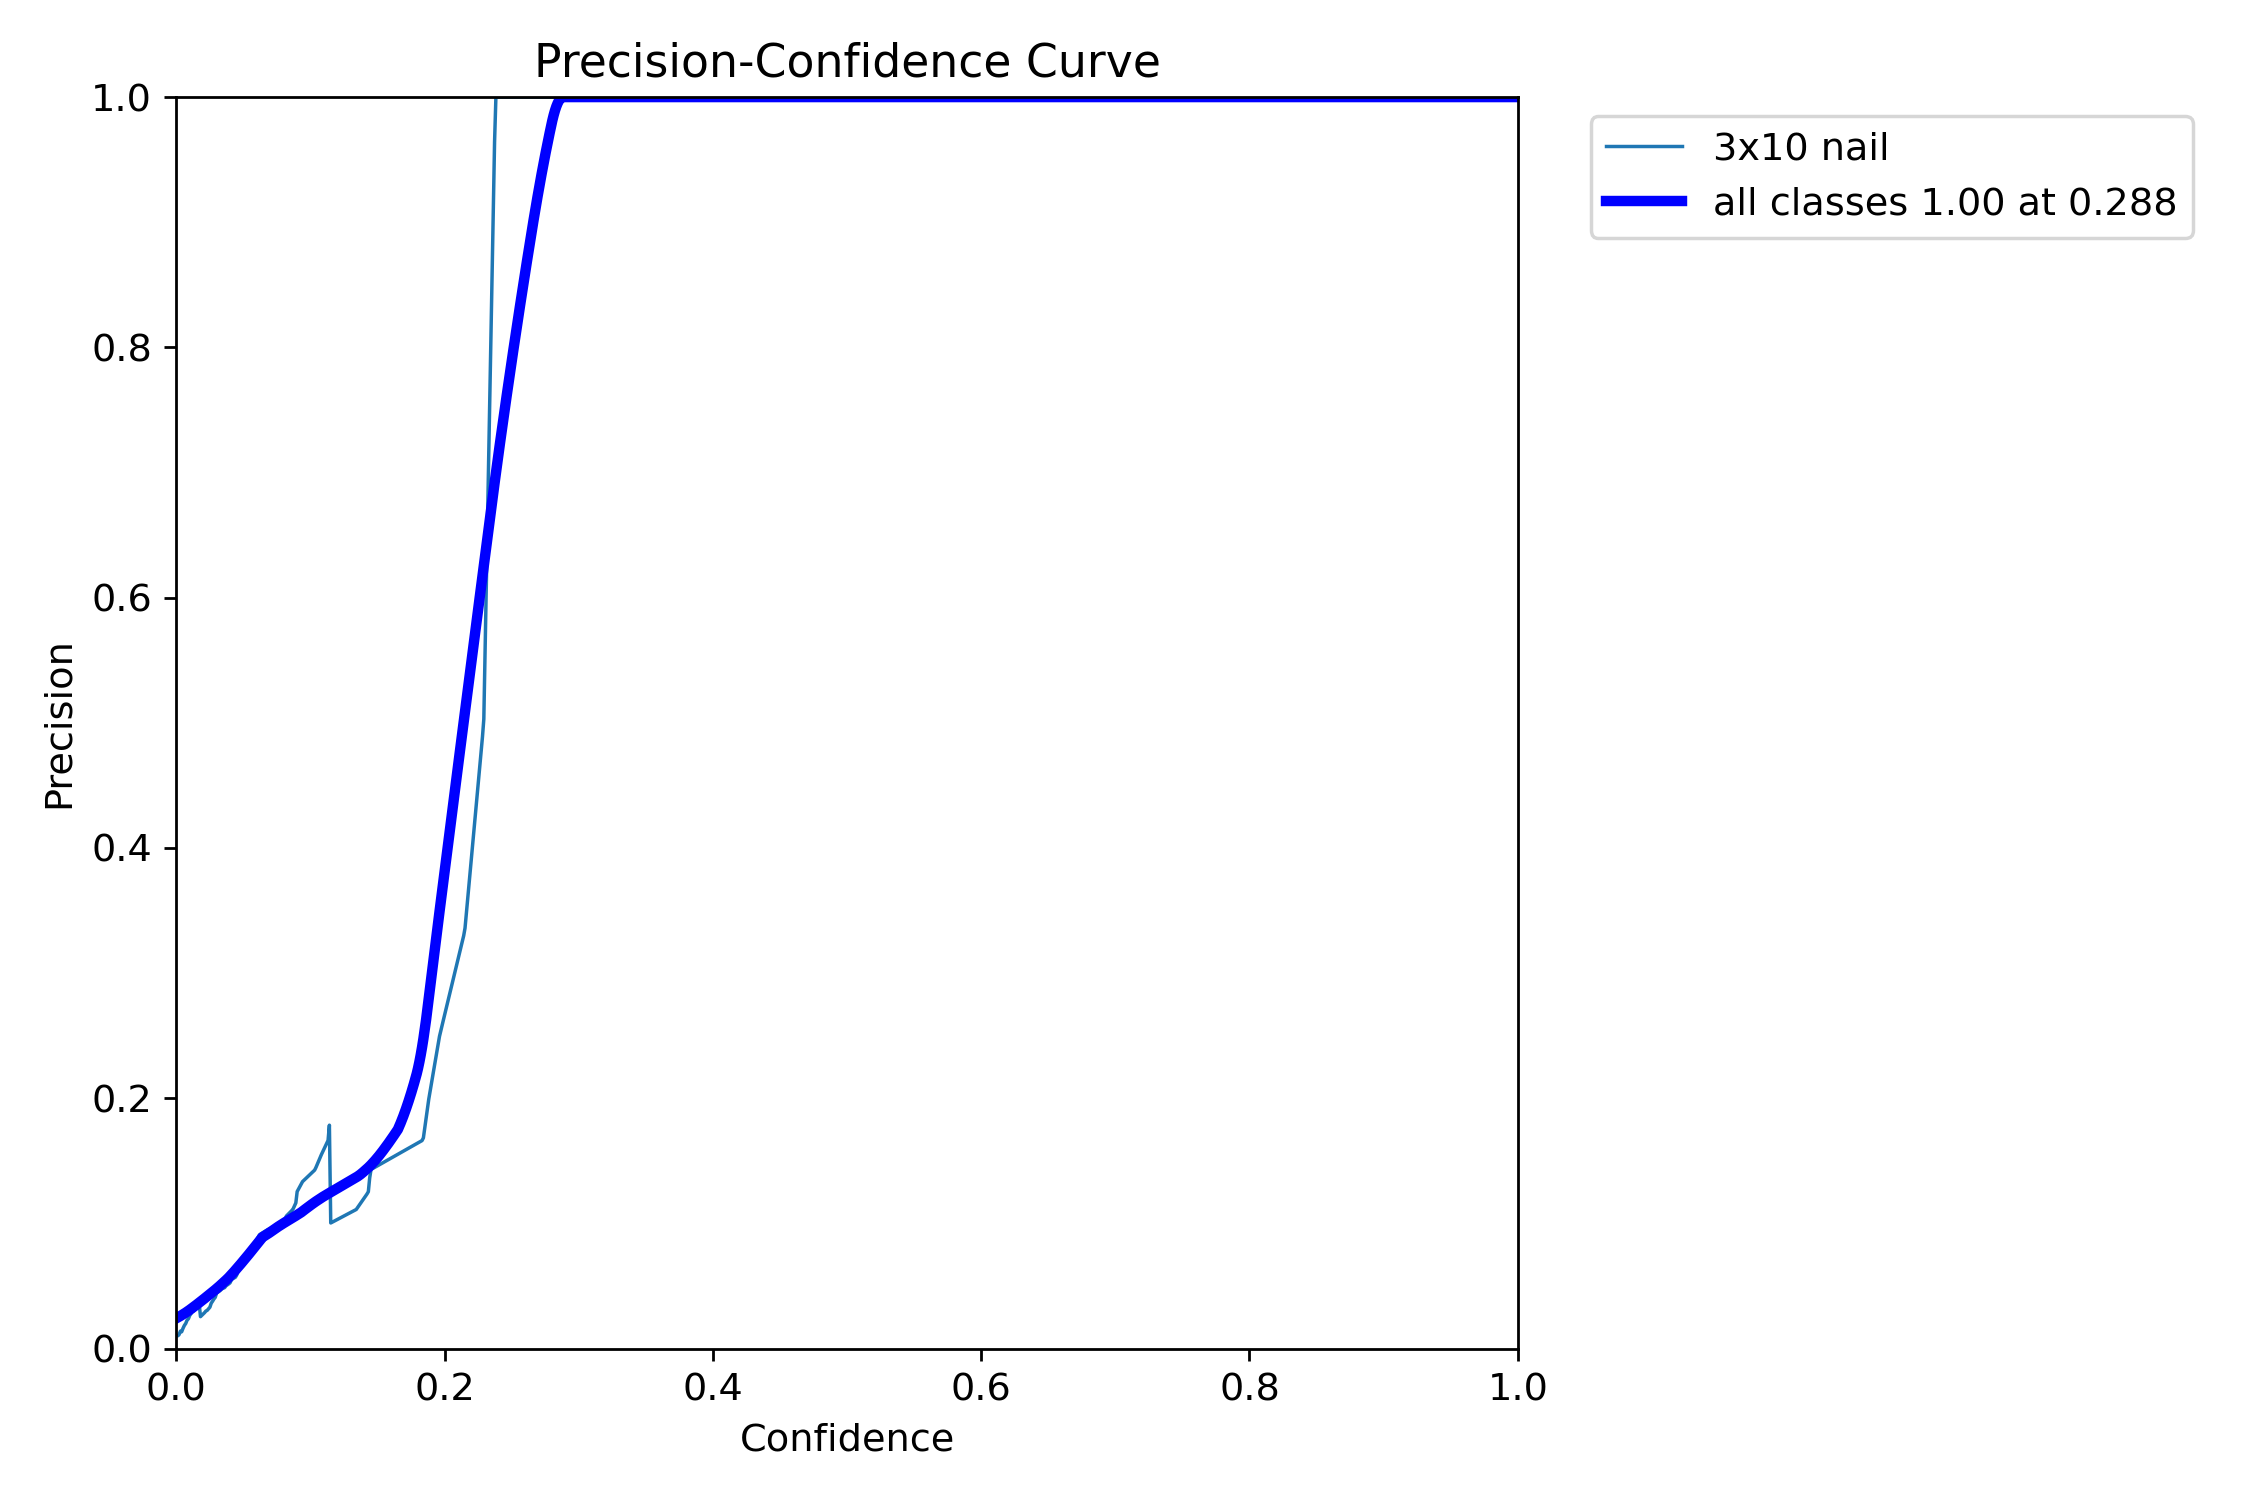 Precision-Confidence Curve
3x10 nail
all classes 1.00 at 0.288
Precision
1.0
0.8
0.6
0.4
0.2
0.0
0.0 0.2 0.4 0.6 0.8 1.0
Confidence